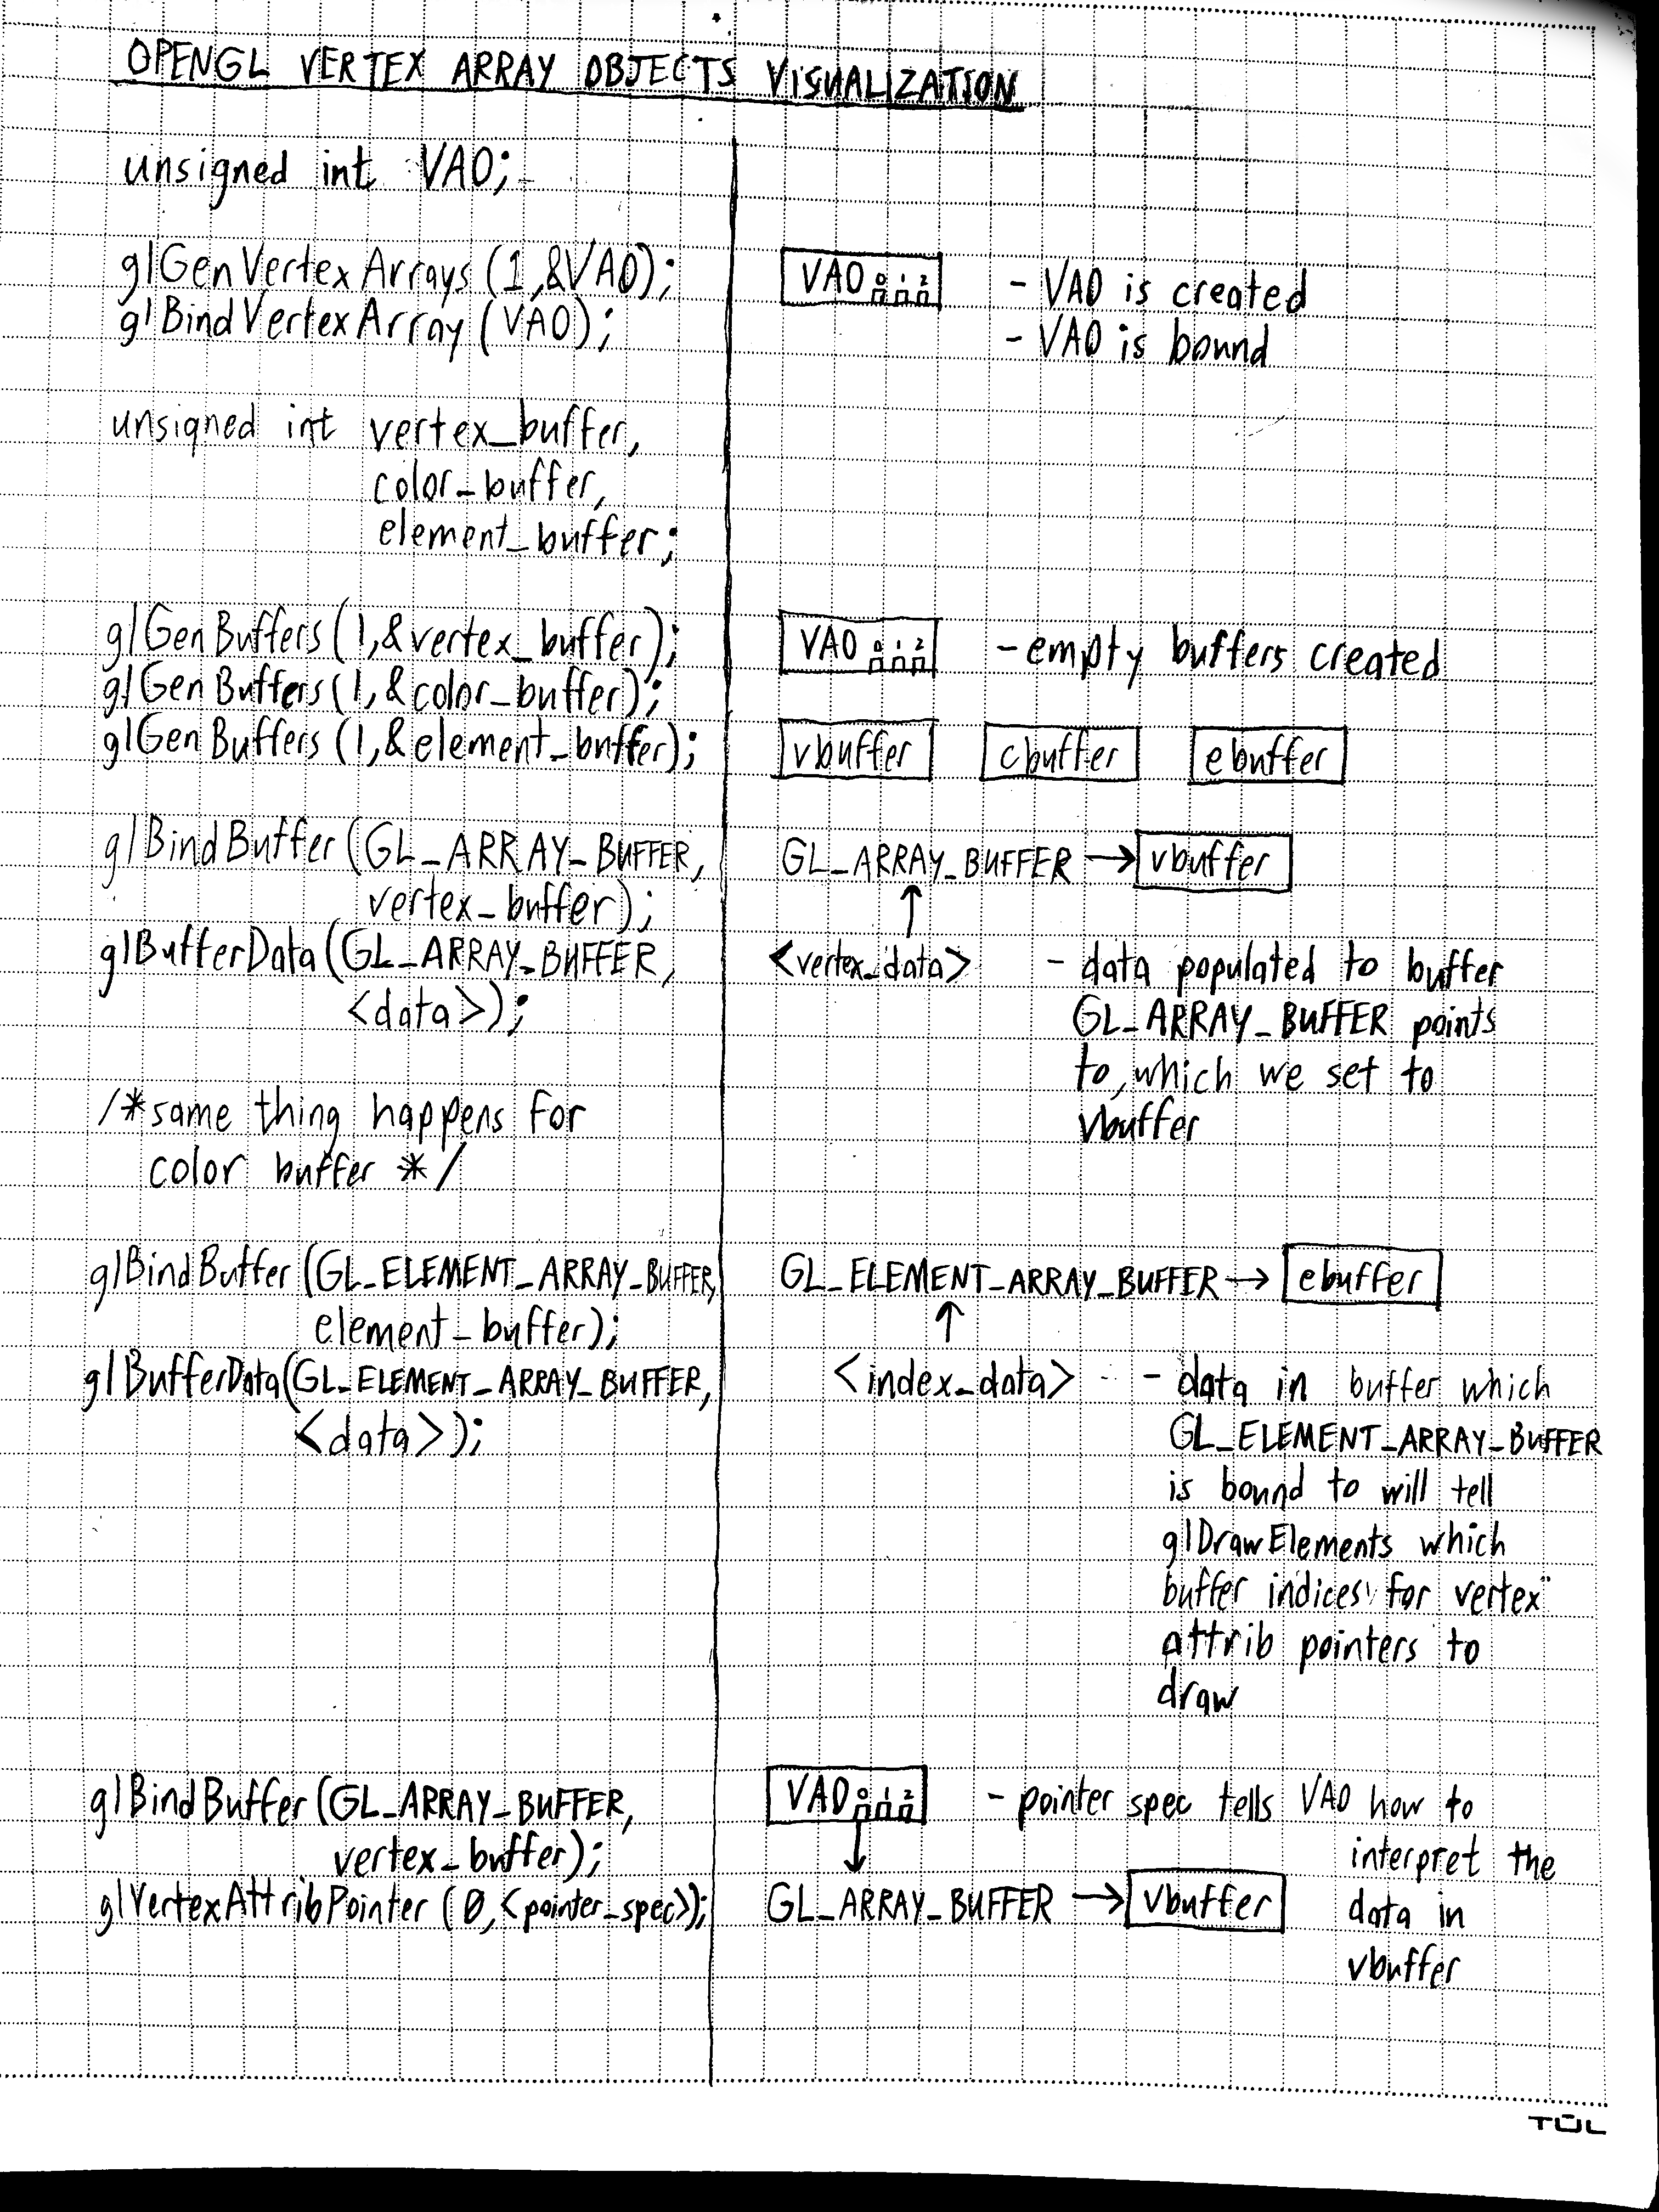 OPENGL VERTEX ARRAY OBJECTS VISUALIZATION
unsigned int VAO;
glGenVertexArrays(1,&VAO);
glBindVertexArray(VAO);
VAO 0 1 2
- VAO is created
- VAO is bound
unsigned int vertex_buffer,
color_buffer,
element_buffer;
glGenBuffers(1,&vertex_buffer);
glGenBuffers(1,&color_buffer);
glGenBuffers(1,&element_buffer);
VAO 0 1 2
- empty buffers created
vbuffer cbuffer ebuffer
glBindBuffer(GL_ARRAY_BUFFER,
vertex_buffer);
glBufferData(GL_ARRAY_BUFFER,
<data>);
GL_ARRAY_BUFFER → vbuffer
↑
<vertex_data>
- data populated to buffer
GL_ARRAY_BUFFER points
to, which we set to
vbuffer
/*same thing happens for
color buffer */
glBindBuffer(GL_ELEMENT_ARRAY_BUFFER,
element_buffer);
glBufferData(GL_ELEMENT_ARRAY_BUFFER,
<data>);
GL_ELEMENT_ARRAY_BUFFER → ebuffer
↑
<index_data>
- data in buffer which
GL_ELEMENT_ARRAY_BUFFER
is bound to will tell
glDrawElements which
buffer indices for vertex
attrib pointers to
draw
glBindBuffer(GL_ARRAY_BUFFER,
vertex_buffer);
glVertexAttribPointer(0,<pointer_spec>);
VAO 0 1 2
↓
GL_ARRAY_BUFFER → vbuffer
- pointer spec tells VAO how to
interpret the
data in
vbuffer
TUL